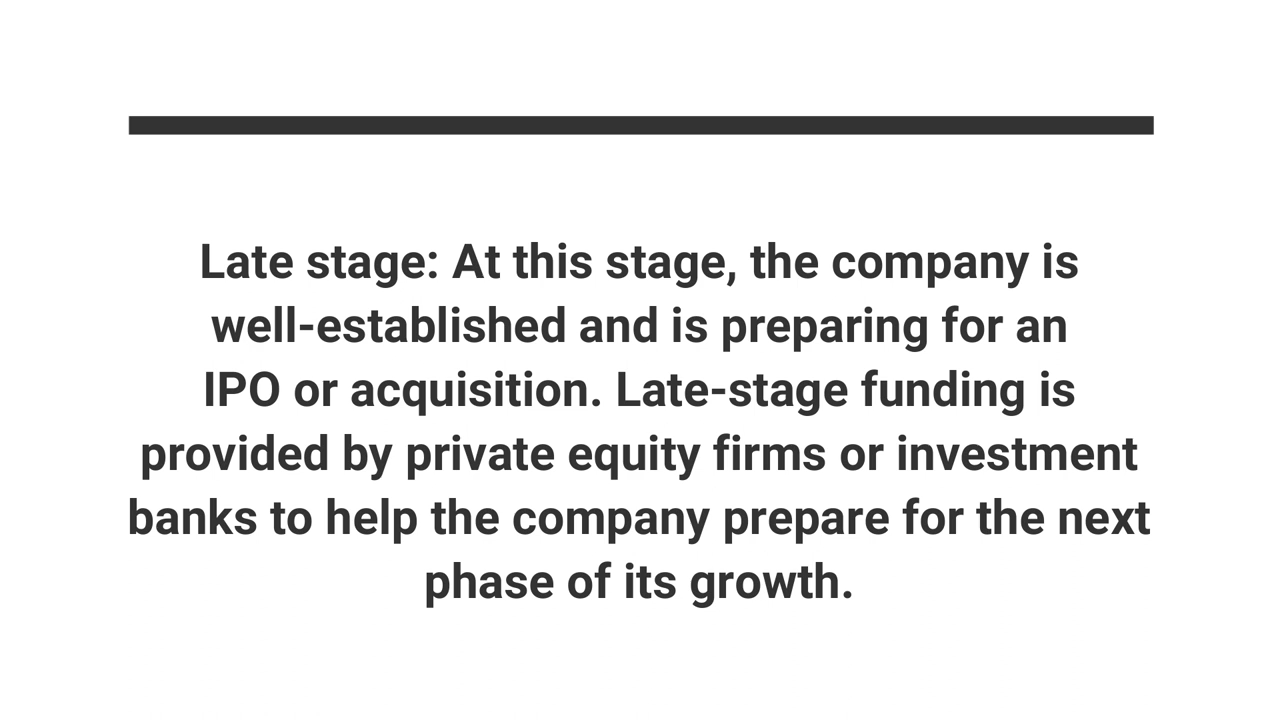 Late stage: At this stage, the company is
well-established and is preparing for an
IPO or acquisition. Late-stage funding is
provided by private equity firms or investment
banks to help the company prepare for the next
phase of its growth.